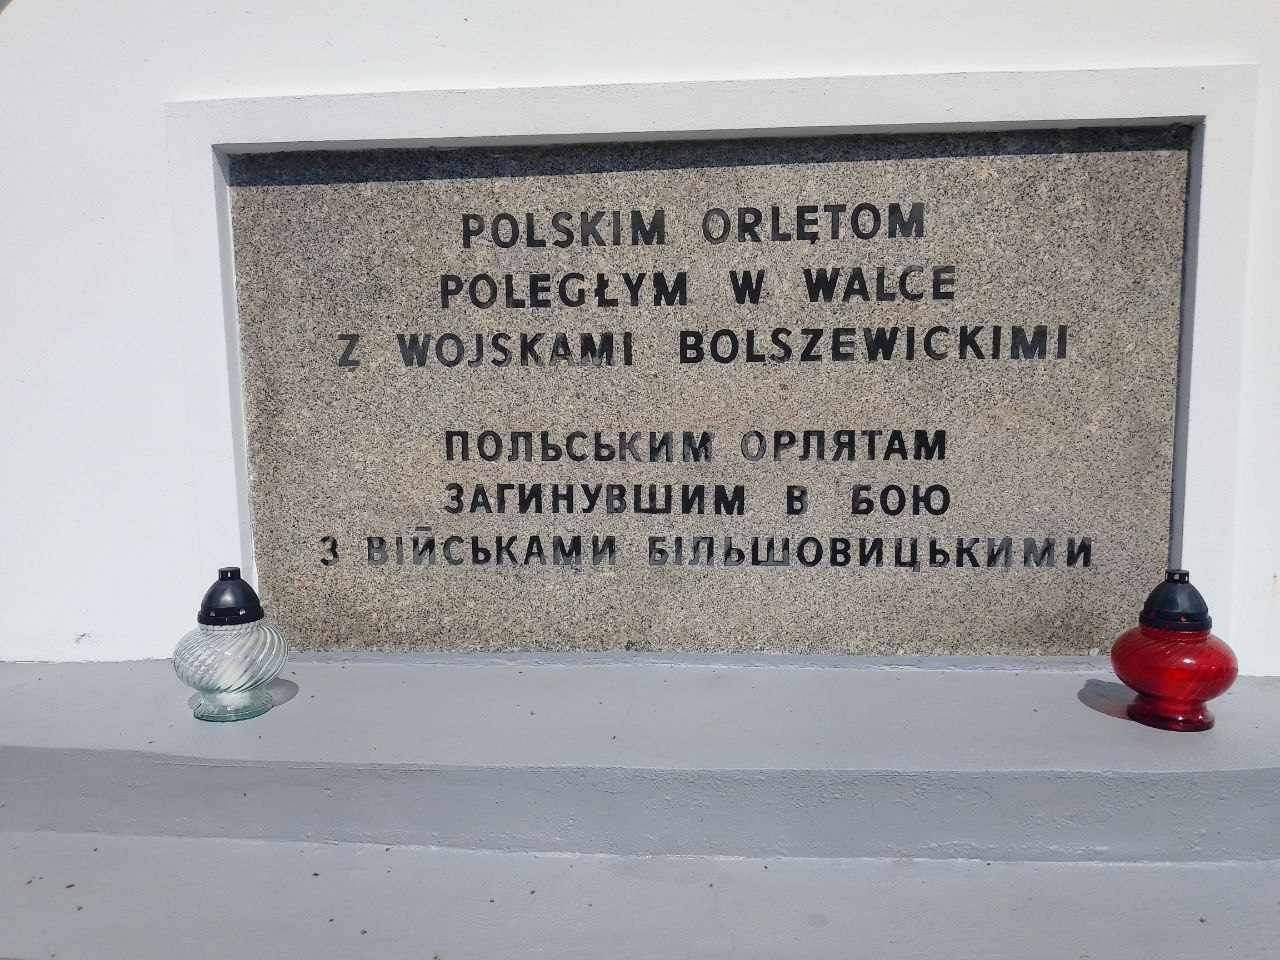 POLSKIM ORLĘTOM
POLEGŁYM W WALCE
Z WOJSKAMI BOLSZEWICKIMI
ПОЛЬСЬКИМ ОРЛЯТАМ
ЗАГИНУВШИМ В БОЮ
З ВІЙСЬКАМИ БІЛЬШОВИЦЬКИМИ